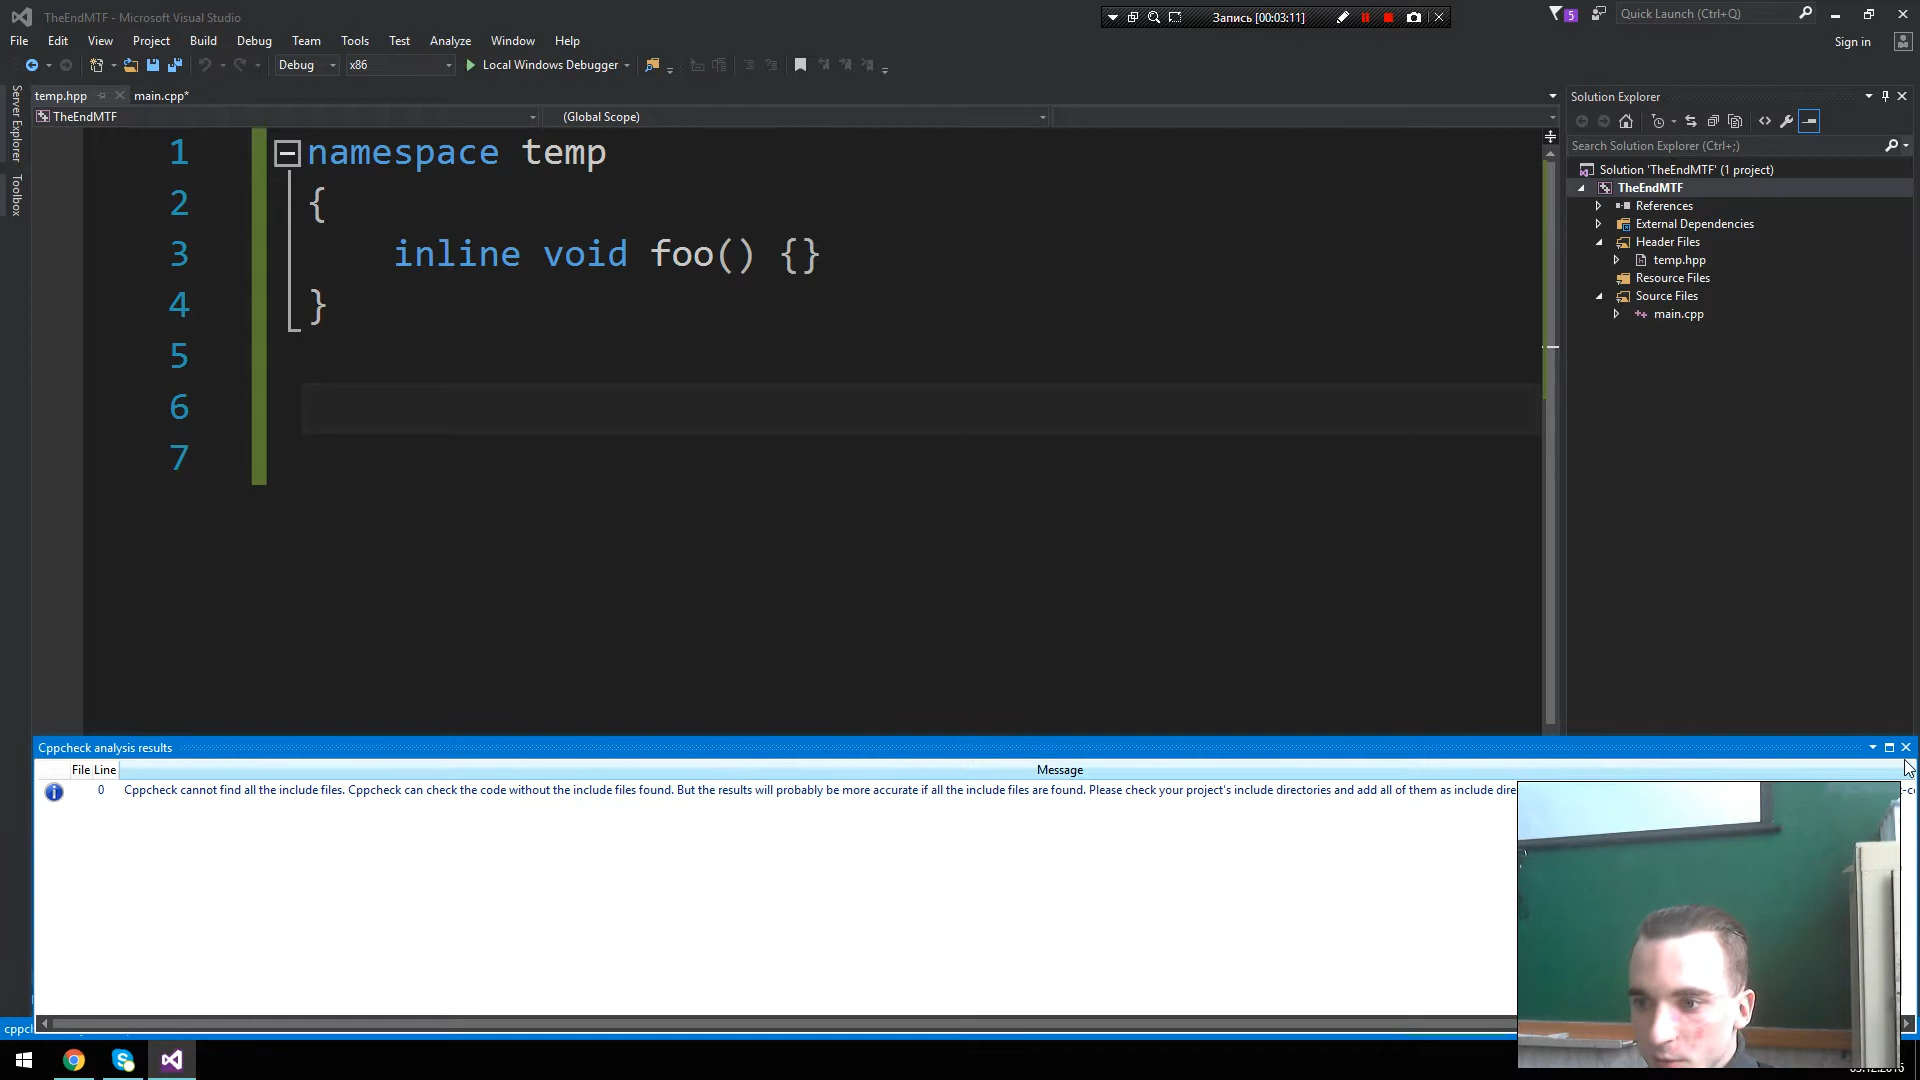 TheEndMTF - Microsoft Visual Studio
Запись [00:03:11]
5
Quick Launch (Ctrl+Q)
File Edit View Project Build Debug Team Tools Test Analyze Window Help
Sign in
Debug x86 Local Windows Debugger
Server Explorer
Toolbox
temp.hpp main.cpp*
TheEndMTF (Global Scope)
1 namespace temp
2 {
3 inline void foo() {}
4 }
5
6
7
Solution Explorer
Search Solution Explorer (Ctrl+;)
Solution 'TheEndMTF' (1 project)
TheEndMTF
References
External Dependencies
Header Files
temp.hpp
Resource Files
Source Files
main.cpp
Cppcheck analysis results
File Line Message
0 Cppcheck cannot find all the include files. Cppcheck can check the code without the include files found. But the results will probably be more accurate if all the include files are found. Please check your project's include directories and add all of them as include